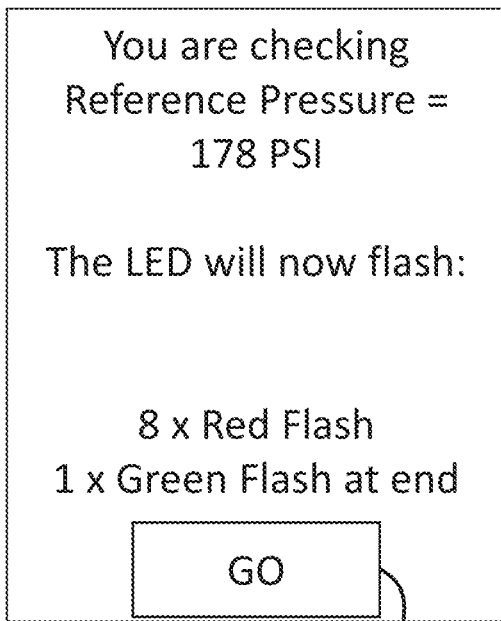 You are checking
Reference Pressure =
178 PSI
The LED will now flash:
8 x Red Flash
1 x Green Flash at end
GO